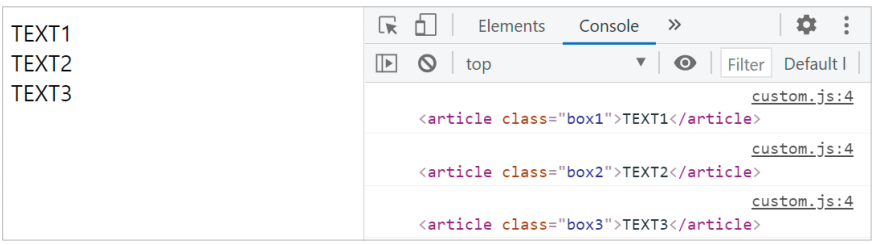 TEXT1
TEXT2
TEXT3
Elements Console »
top Filter Default l
custom.js:4
<article class="box1">TEXT1</article>
custom.js:4
<article class="box2">TEXT2</article>
custom.js:4
<article class="box3">TEXT3</article>